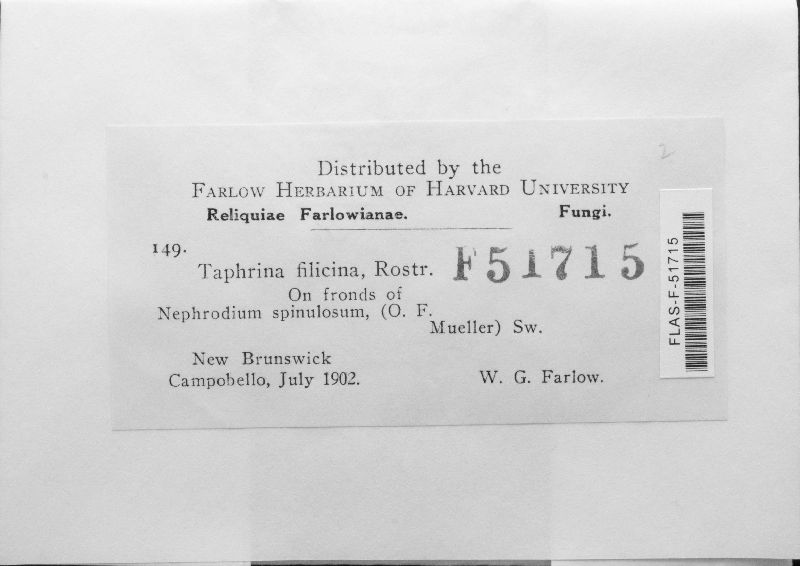 Distributed by the
FARLOW HERBARIUM OF HARVARD UNIVERSITY
Reliquiae Farlowianae. Fungi.
149.
Taphrina filicina, Rostr. F51715
On fronds of
Nephrodium spinulosum, (O. F.
Mueller) Sw.
New Brunswick
Campobello, July 1902. W. G. Farlow.
2
FLAS-F-51715